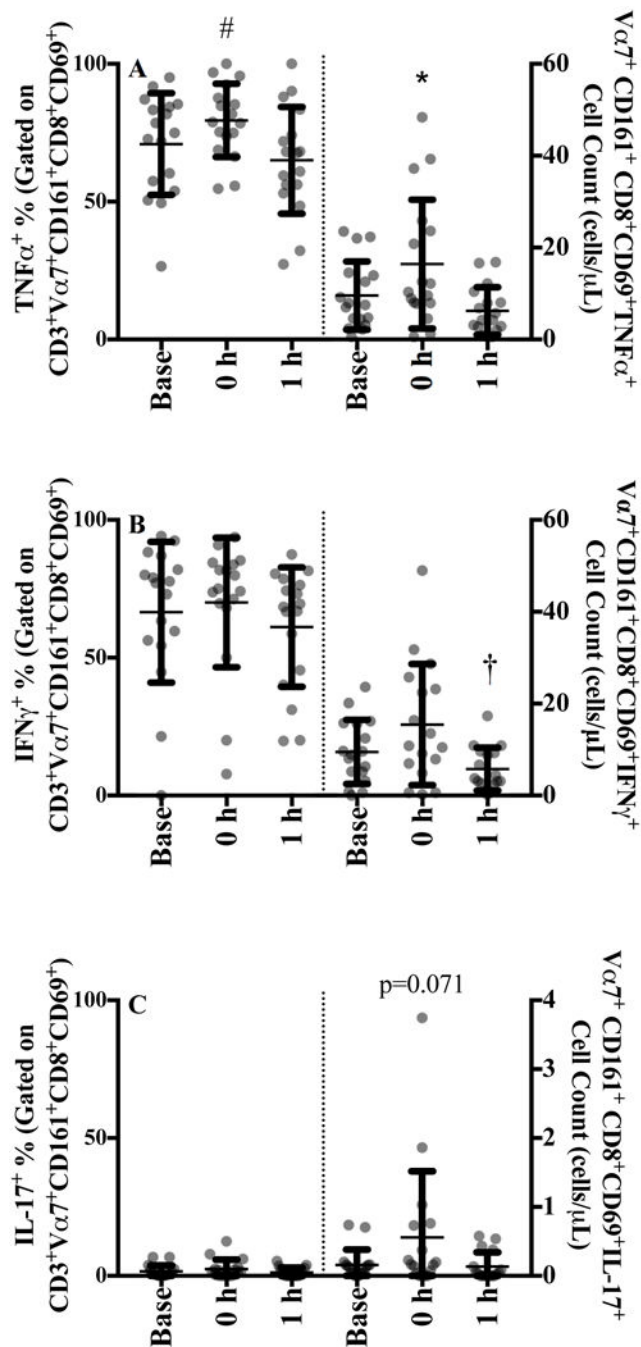 TNFα⁺ % (Gated on
CD3⁺Vα7⁺CD161⁺CD8⁺CD69⁺)
A
#
*
100
50
0
60
40
20
0
Base
0 h
1 h
Base
0 h
1 h
Vα7⁺ CD161⁺ CD8⁺CD69⁺TNFα⁺
Cell Count (cells/μL)
IFNγ⁺ % (Gated on
CD3⁺Vα7⁺CD161⁺CD8⁺CD69⁺)
B
†
100
50
0
60
40
20
0
Base
0 h
1 h
Base
0 h
1 h
Vα7⁺CD161⁺CD8⁺CD69⁺IFNγ⁺
Cell Count (cells/μL)
IL-17⁺ % (Gated on
CD3⁺Vα7⁺CD161⁺CD8⁺CD69⁺)
C
p=0.071
100
50
0
4
3
2
1
0
Base
0 h
1 h
Base
0 h
1 h
Vα7⁺ CD161⁺ CD8⁺CD69⁺IL-17⁺
Cell Count (cells/μL)